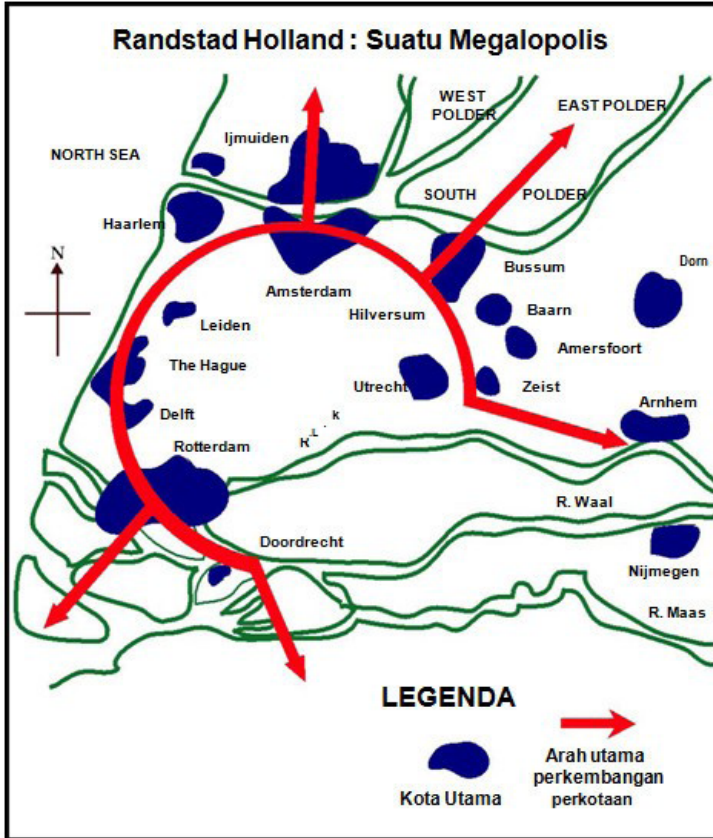 Randstad Holland : Suatu Megalopolis
WEST
POLDER
EAST POLDER
Ijmuiden
NORTH SEA
SOUTH POLDER
Haarlem
N
Bussum
Dorn
Amsterdam
Hilversum
Baarn
Leiden
Amersfoort
The Hague
Utrecht
Zeist
Arnhem
Delft
Rotterdam
R. Waal
Doordrecht
Nijmegen
R. Maas
LEGENDA
Kota Utama
Arah utama
perkembangan
perkotaan